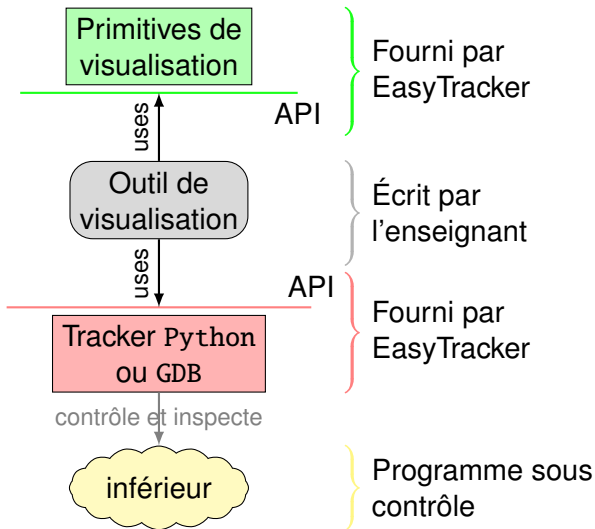 Primitives de
visualisation
Fourni par
EasyTracker
API
uses
Outil de
visualisation
Écrit par
l'enseignant
uses
API
Tracker Python
ou GDB
Fourni par
EasyTracker
contrôle et inspecte
inférieur
Programme sous
contrôle